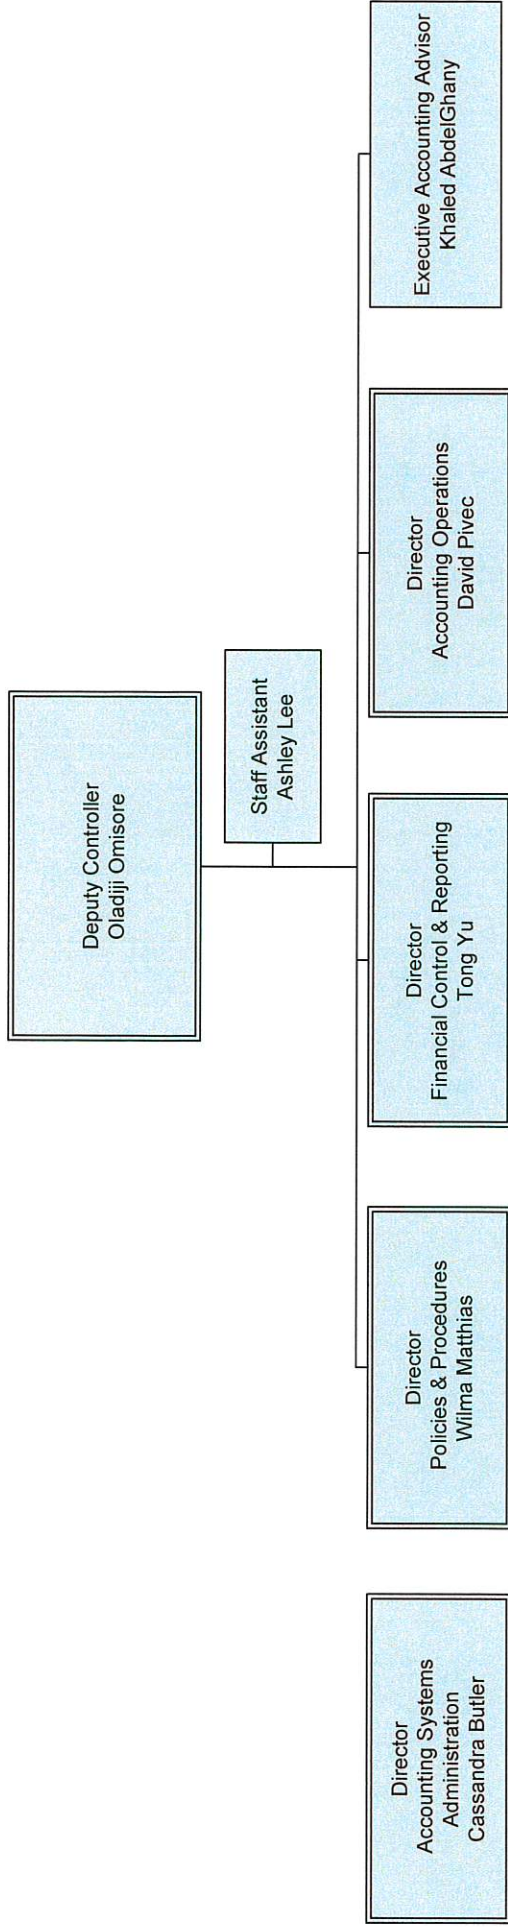 Deputy Controller
Oladiji Omisore
Staff Assistant
Ashley Lee
Director
Accounting Systems
Administration
Cassandra Butler
Director
Policies & Procedures
Wilma Matthias
Director
Financial Control & Reporting
Tong Yu
Director
Accounting Operations
David Pivec
Executive Accounting Advisor
Khaled AbdelGhany